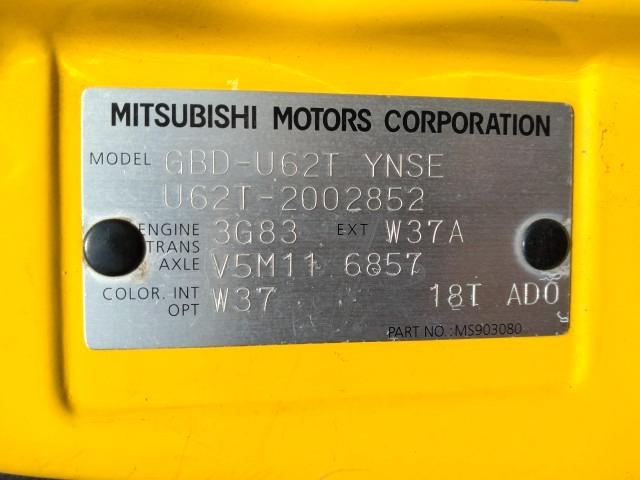 MITSUBISHI MOTORS CORPORATION
MODEL GBD-U62T YNSE
U62T-2002852
ENGINE 3G83 EXT W37A
TRANS
AXLE V5M11 6857
COLOR. INT W37 18T ADO
OPT
PART NO.:MS903080